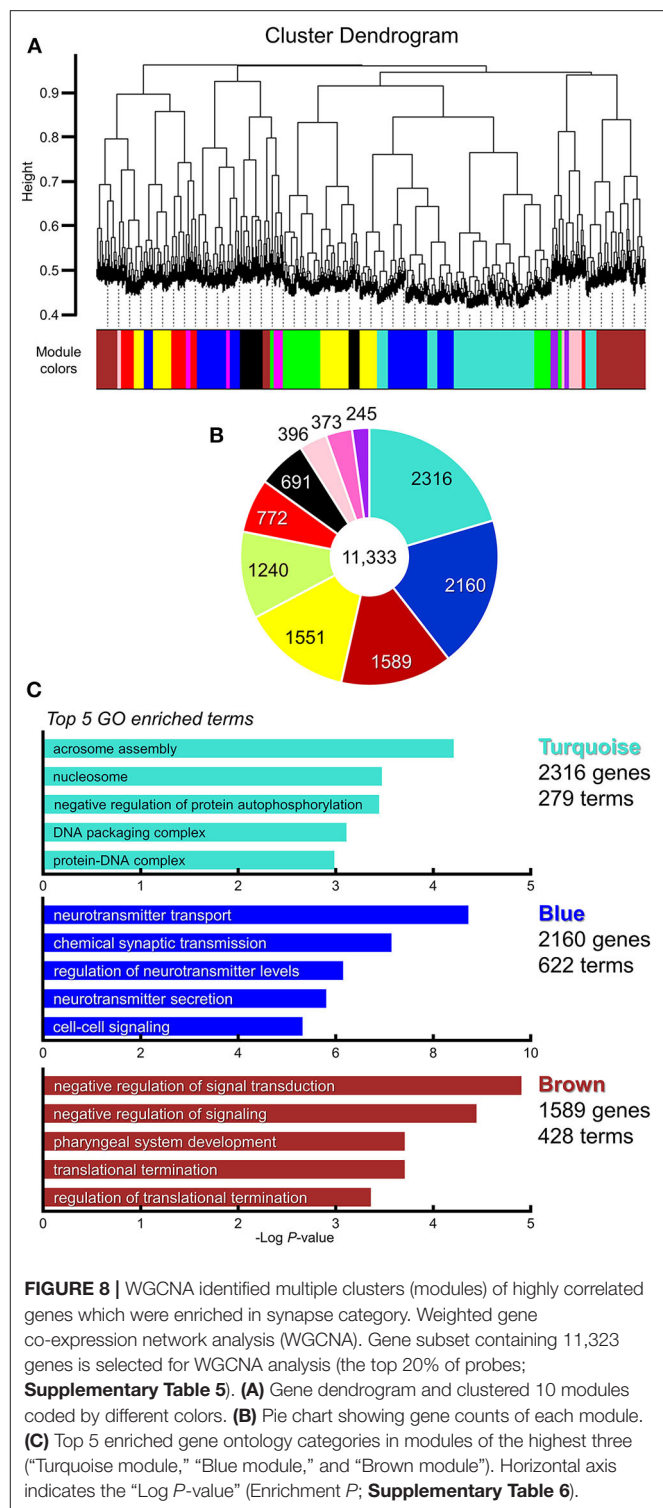 A
Cluster Dendrogram
Height
0.9
0.8
0.7
0.6
0.5
0.4
Module
colors
B
2316
2160
1589
1551
1240
772
691
396
373
245
11,333
C
Top 5 GO enriched terms
acrosome assembly
nucleosome
negative regulation of protein autophosphorylation
DNA packaging complex
protein-DNA complex
0 1 2 3 4 5
Turquoise
2316 genes
279 terms
neurotransmitter transport
chemical synaptic transmission
regulation of neurotransmitter levels
neurotransmitter secretion
cell-cell signaling
0 2 4 6 8 10
Blue
2160 genes
622 terms
negative regulation of signal transduction
negative regulation of signaling
pharyngeal system development
translational termination
regulation of translational termination
0 1 2 3 4 5
-Log P-value
Brown
1589 genes
428 terms
FIGURE 8 | WGCNA identified multiple clusters (modules) of highly correlated
genes which were enriched in synapse category. Weighted gene
co-expression network analysis (WGCNA). Gene subset containing 11,323
genes is selected for WGCNA analysis (the top 20% of probes;
Supplementary Table 5). (A) Gene dendrogram and clustered 10 modules
coded by different colors. (B) Pie chart showing gene counts of each module.
(C) Top 5 enriched gene ontology categories in modules of the highest three
(“Turquoise module,” “Blue module,” and “Brown module”). Horizontal axis
indicates the “Log P-value” (Enrichment P; Supplementary Table 6).